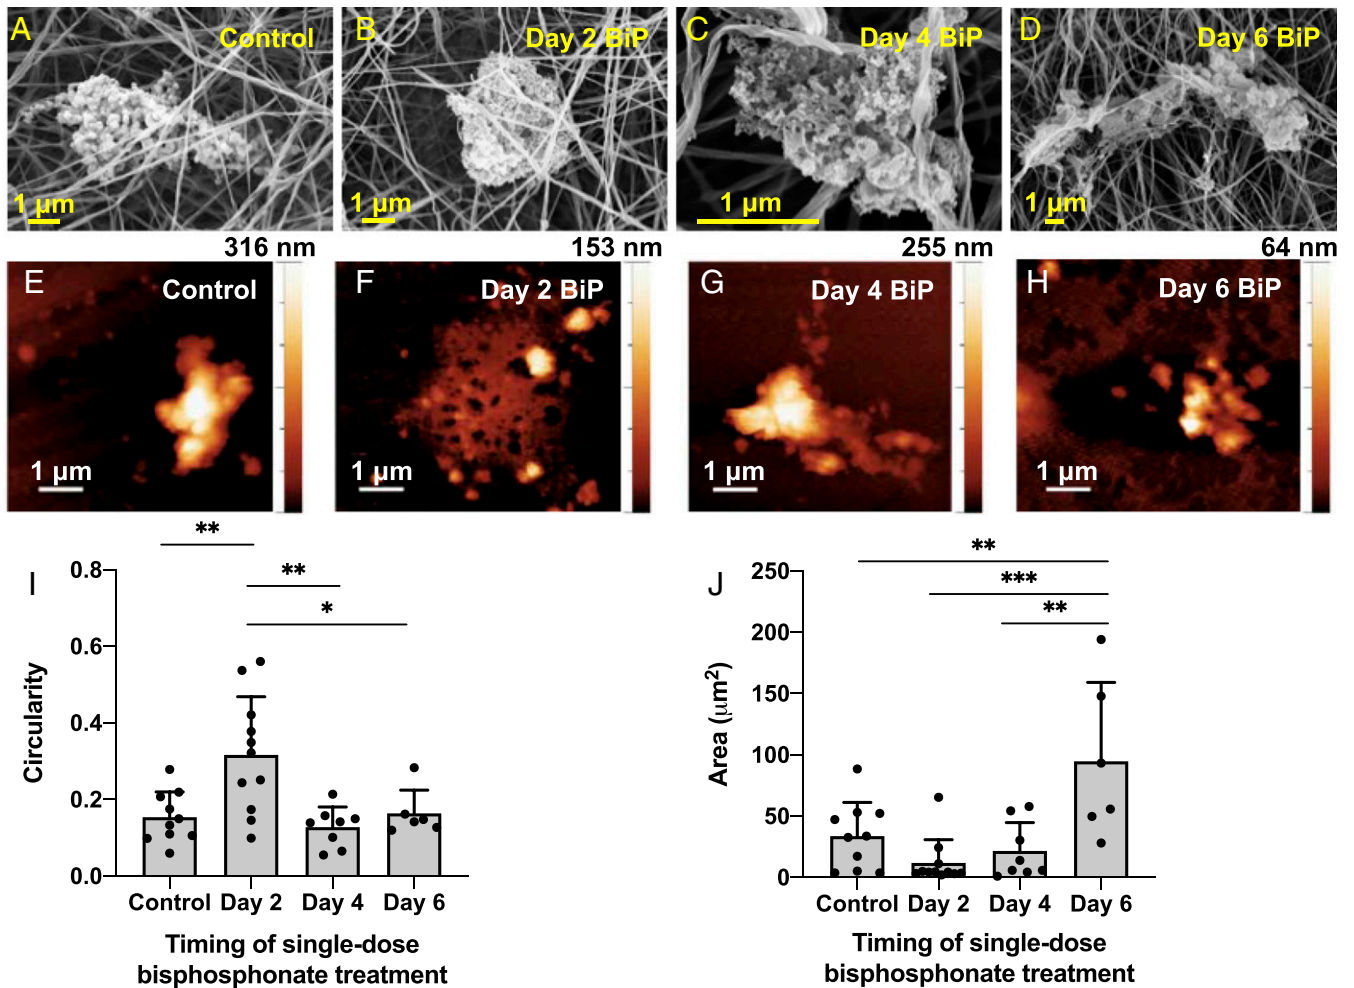 A Control
B Day 2 BiP
C Day 4 BiP
D Day 6 BiP
1 μm
1 μm
1 μm
1 μm
316 nm
153 nm
255 nm
64 nm
E Control
F Day 2 BiP
G Day 4 BiP
H Day 6 BiP
1 μm
1 μm
1 μm
1 μm
I
**
**
*
0.8
0.6
0.4
0.2
0.0
Circularity
Control Day 2 Day 4 Day 6
Timing of single-dose
bisphosphonate treatment
J
**
***
**
250
200
150
100
50
0
Area (μm²)
Control Day 2 Day 4 Day 6
Timing of single-dose
bisphosphonate treatment